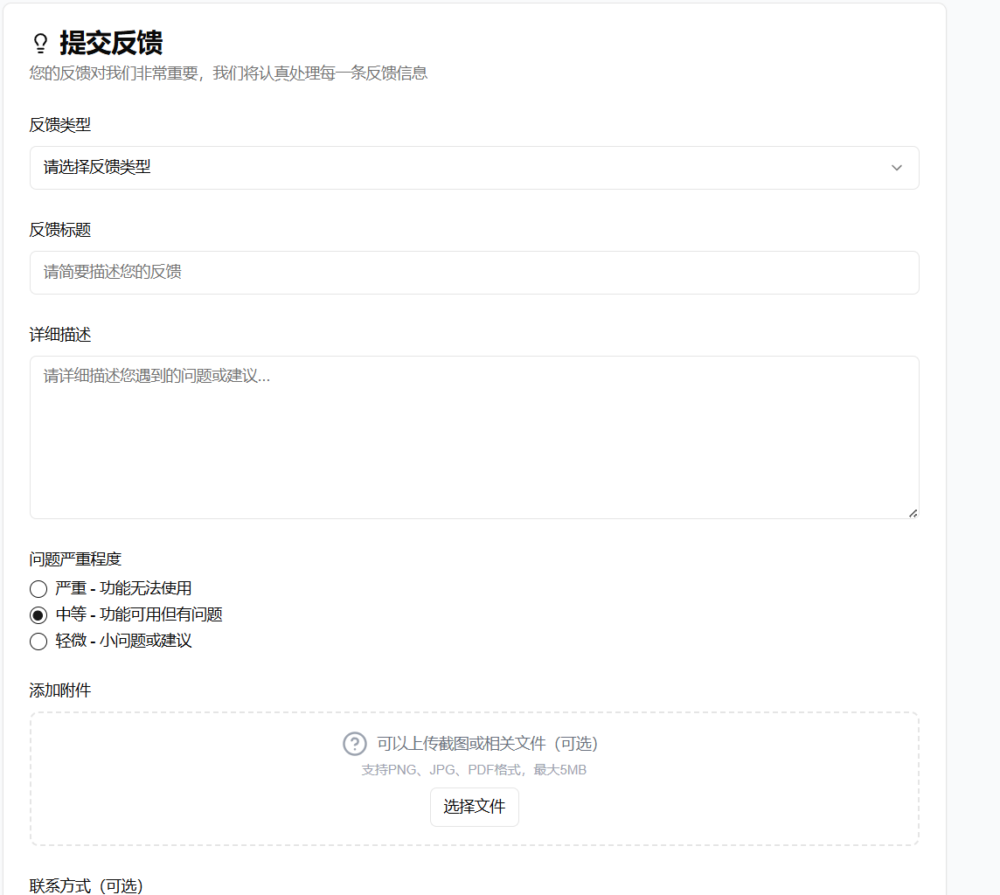 提交反馈
您的反馈对我们非常重要，我们将认真处理每一条反馈信息
反馈类型
请选择反馈类型
反馈标题
请简要描述您的反馈
详细描述
请详细描述您遇到的问题或建议...
问题严重程度
严重 - 功能无法使用
中等 - 功能可用但有问题
轻微 - 小问题或建议
添加附件
可以上传截图或相关文件（可选）
支持PNG、JPG、PDF格式，最大5MB
选择文件
联系方式（可选）